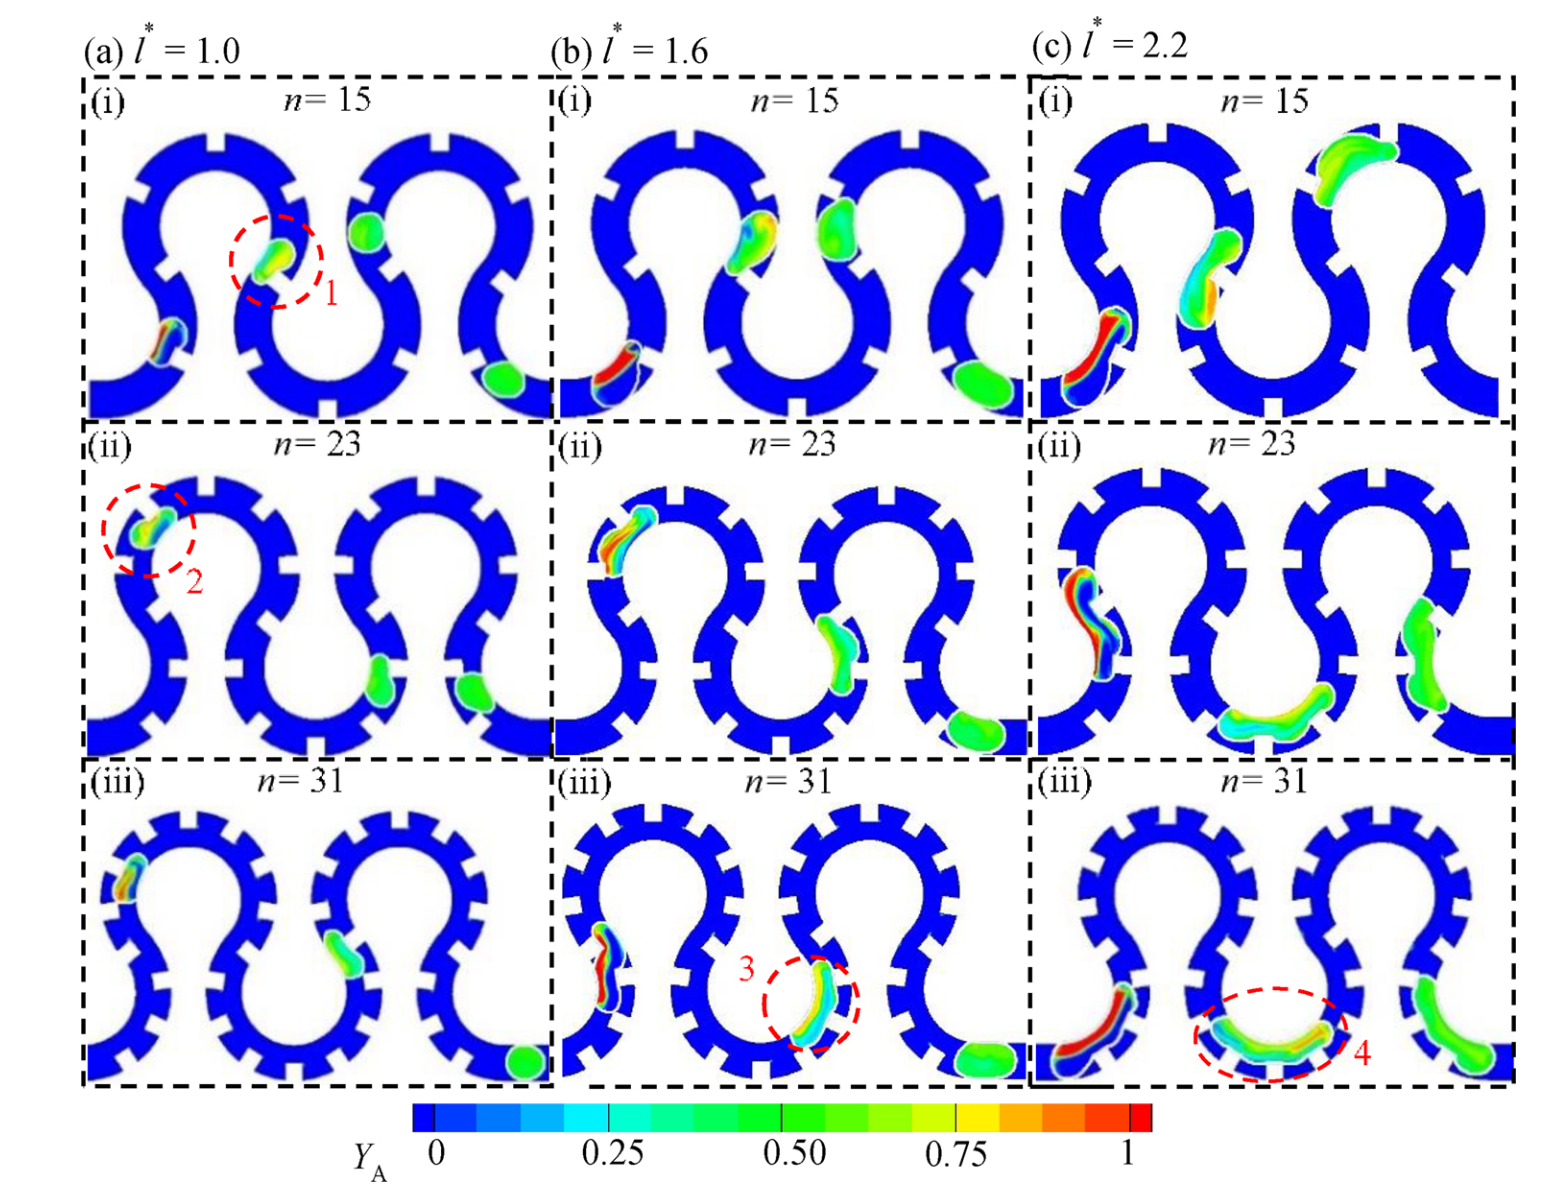 (a) l* = 1.0
(b) l* = 1.6
(c) l* = 2.2
(i) n= 15
(i) n= 15
(i) n= 15
1
(ii) n= 23
(ii) n= 23
(ii) n= 23
2
(iii) n= 31
(iii) n= 31
(iii) n= 31
3
4
Y_A 0 0.25 0.50 0.75 1